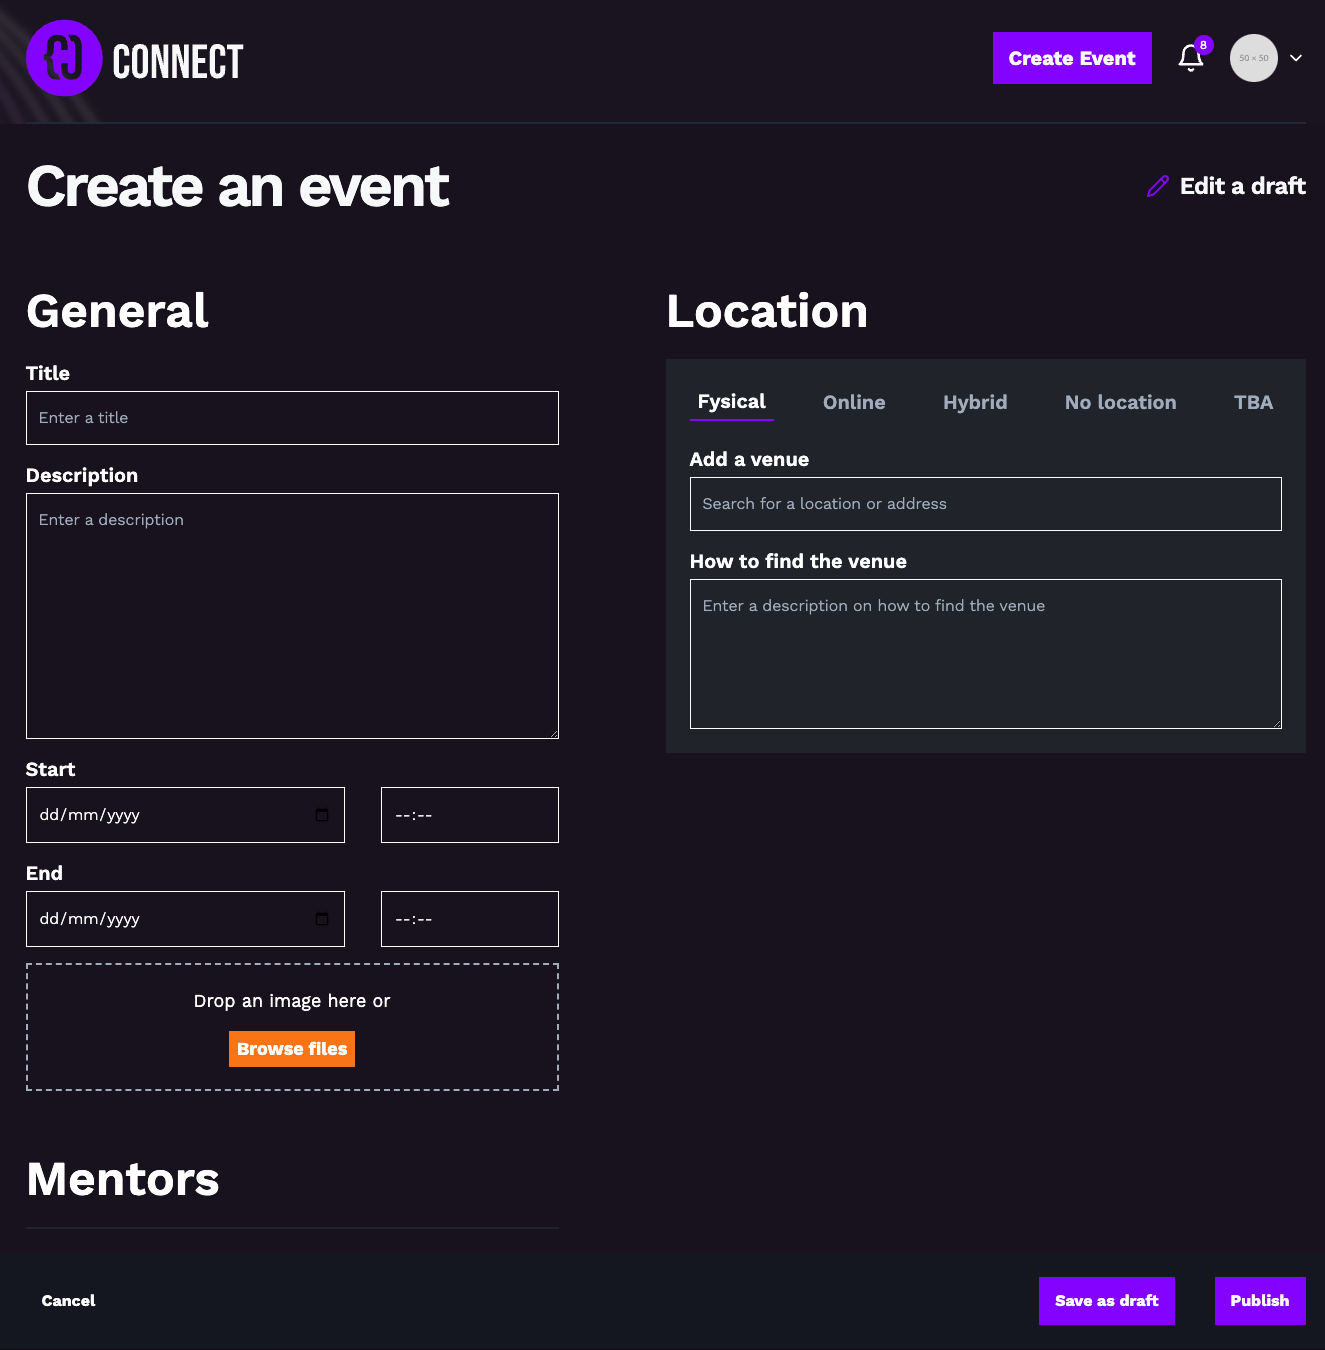 CONNECT
Create Event
8
50 × 50
Create an event
Edit a draft
General
Title
Enter a title
Description
Enter a description
Start
dd/mm/yyyy
--:--
End
dd/mm/yyyy
--:--
Drop an image here or
Browse files
Mentors
Location
Fysical Online Hybrid No location TBA
Add a venue
Search for a location or address
How to find the venue
Enter a description on how to find the venue
Cancel
Save as draft
Publish